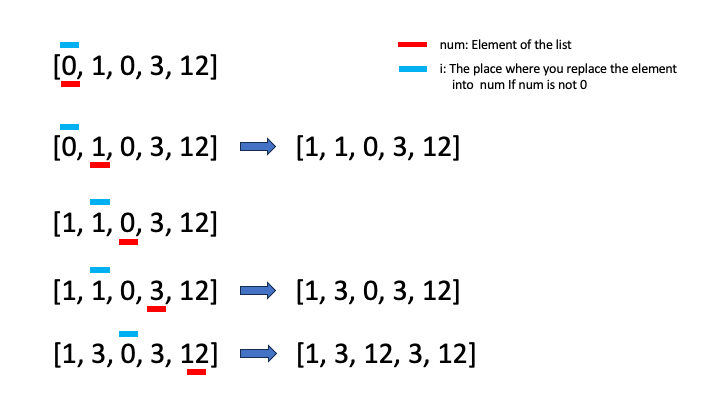 [0, 1, 0, 3, 12]
num: Element of the list
i: The place where you replace the element
into num If num is not 0
[0, 1, 0, 3, 12] [1, 1, 0, 3, 12]
[1, 1, 0, 3, 12]
[1, 1, 0, 3, 12] [1, 3, 0, 3, 12]
[1, 3, 0, 3, 12] [1, 3, 12, 3, 12]